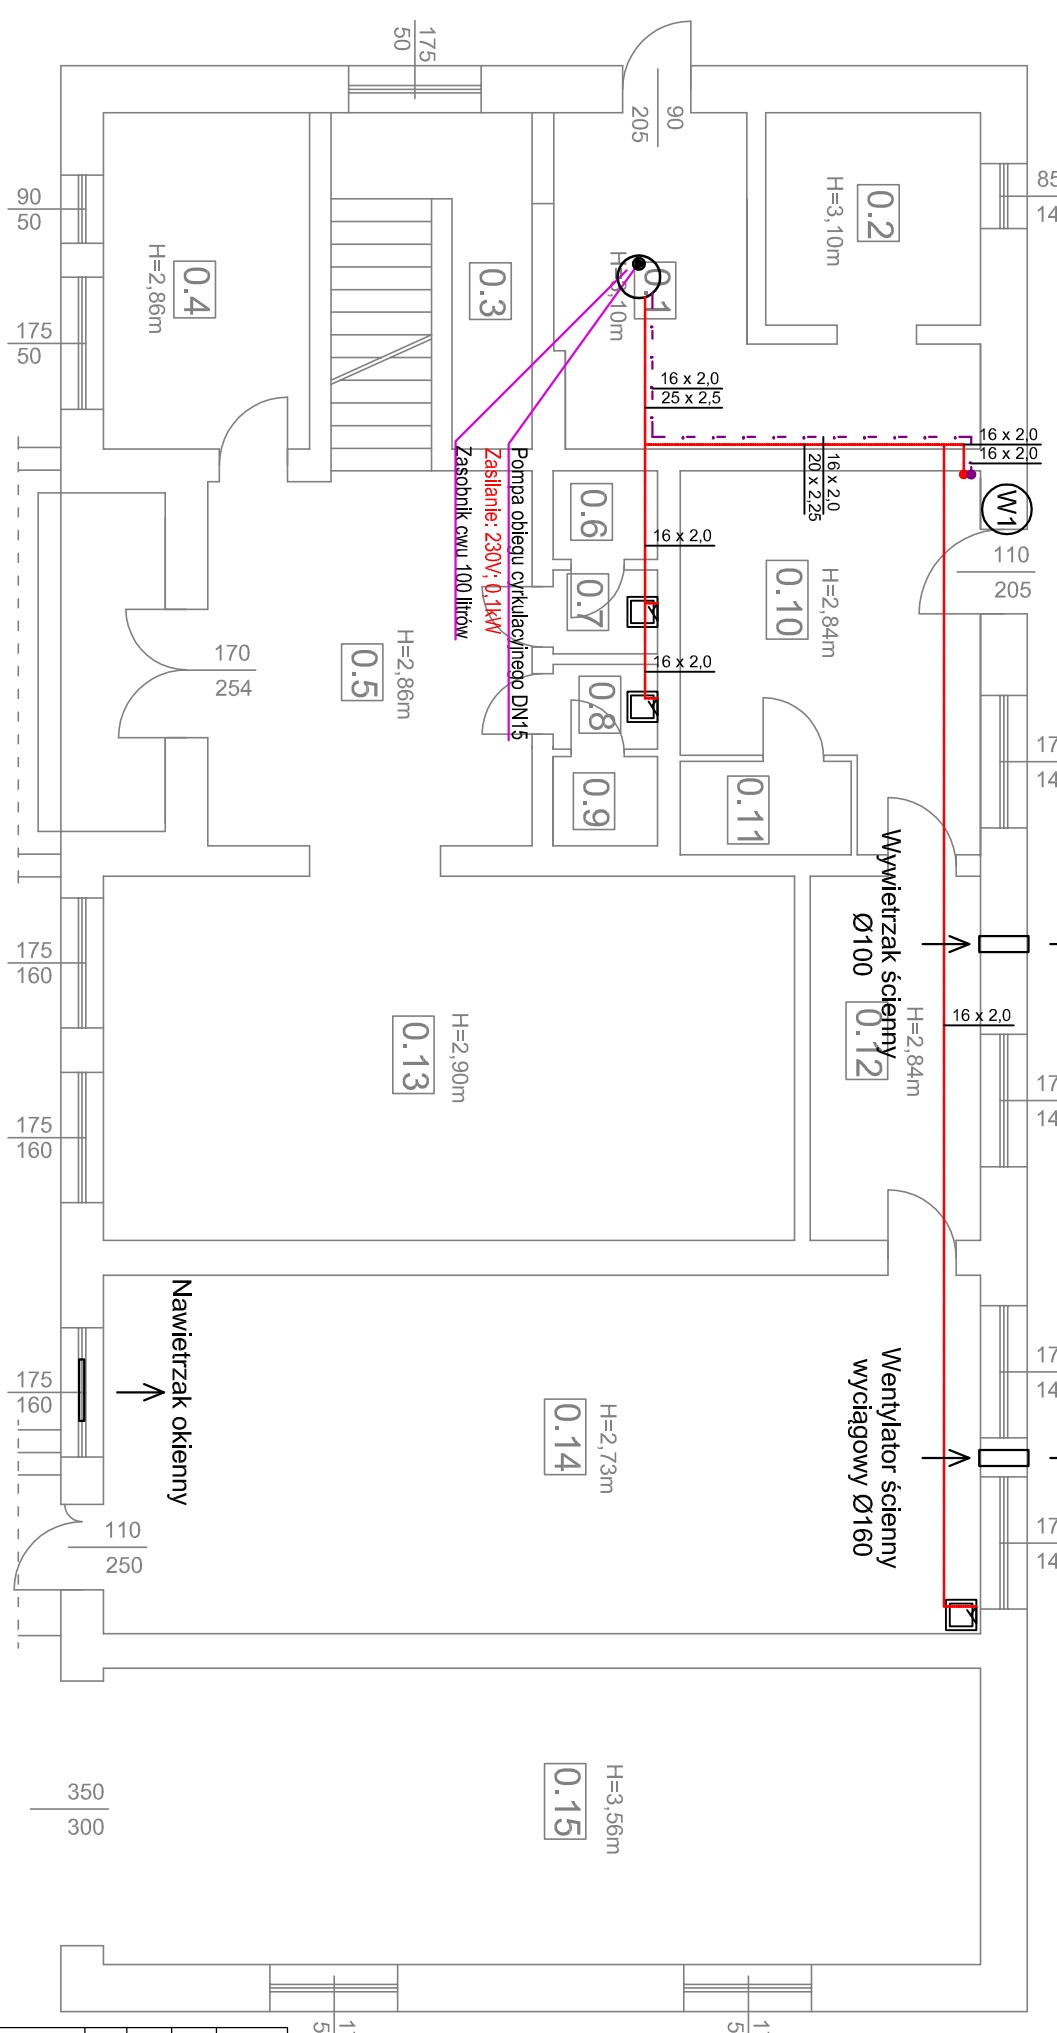 175
50
90
205
85
14
0.2
H=3,10m
90
50
0.4
H=2,86m
0.3
0.1
H=3,10m
175
50
16 x 2,0
25 x 2,5
16 x 2,0
16 x 2,0
16 x 2,0
20 x 2,25
W1
Pompa obiegu cyrkulacyjnego DN15
Zasilanie: 230V; 0,1kW
Zasobnik cwu 100 litrów
0.6
16 x 2,0
110
205
0.7
0.10
H=2,84m
170
254
0.5
H=2,86m
16 x 2,0
0.8
0.9
0.11
17
14
Wywietrzak ścienny
Ø100
175
160
0.13
H=2,90m
0.12
H=2,84m
16 x 2,0
17
14
175
160
Nawietrzak okienny
175
160
0.14
H=2,73m
Wentylator ścienny
wyciągowy Ø160
17
14
110
250
17
14
350
300
0.15
H=3,56m
5
5